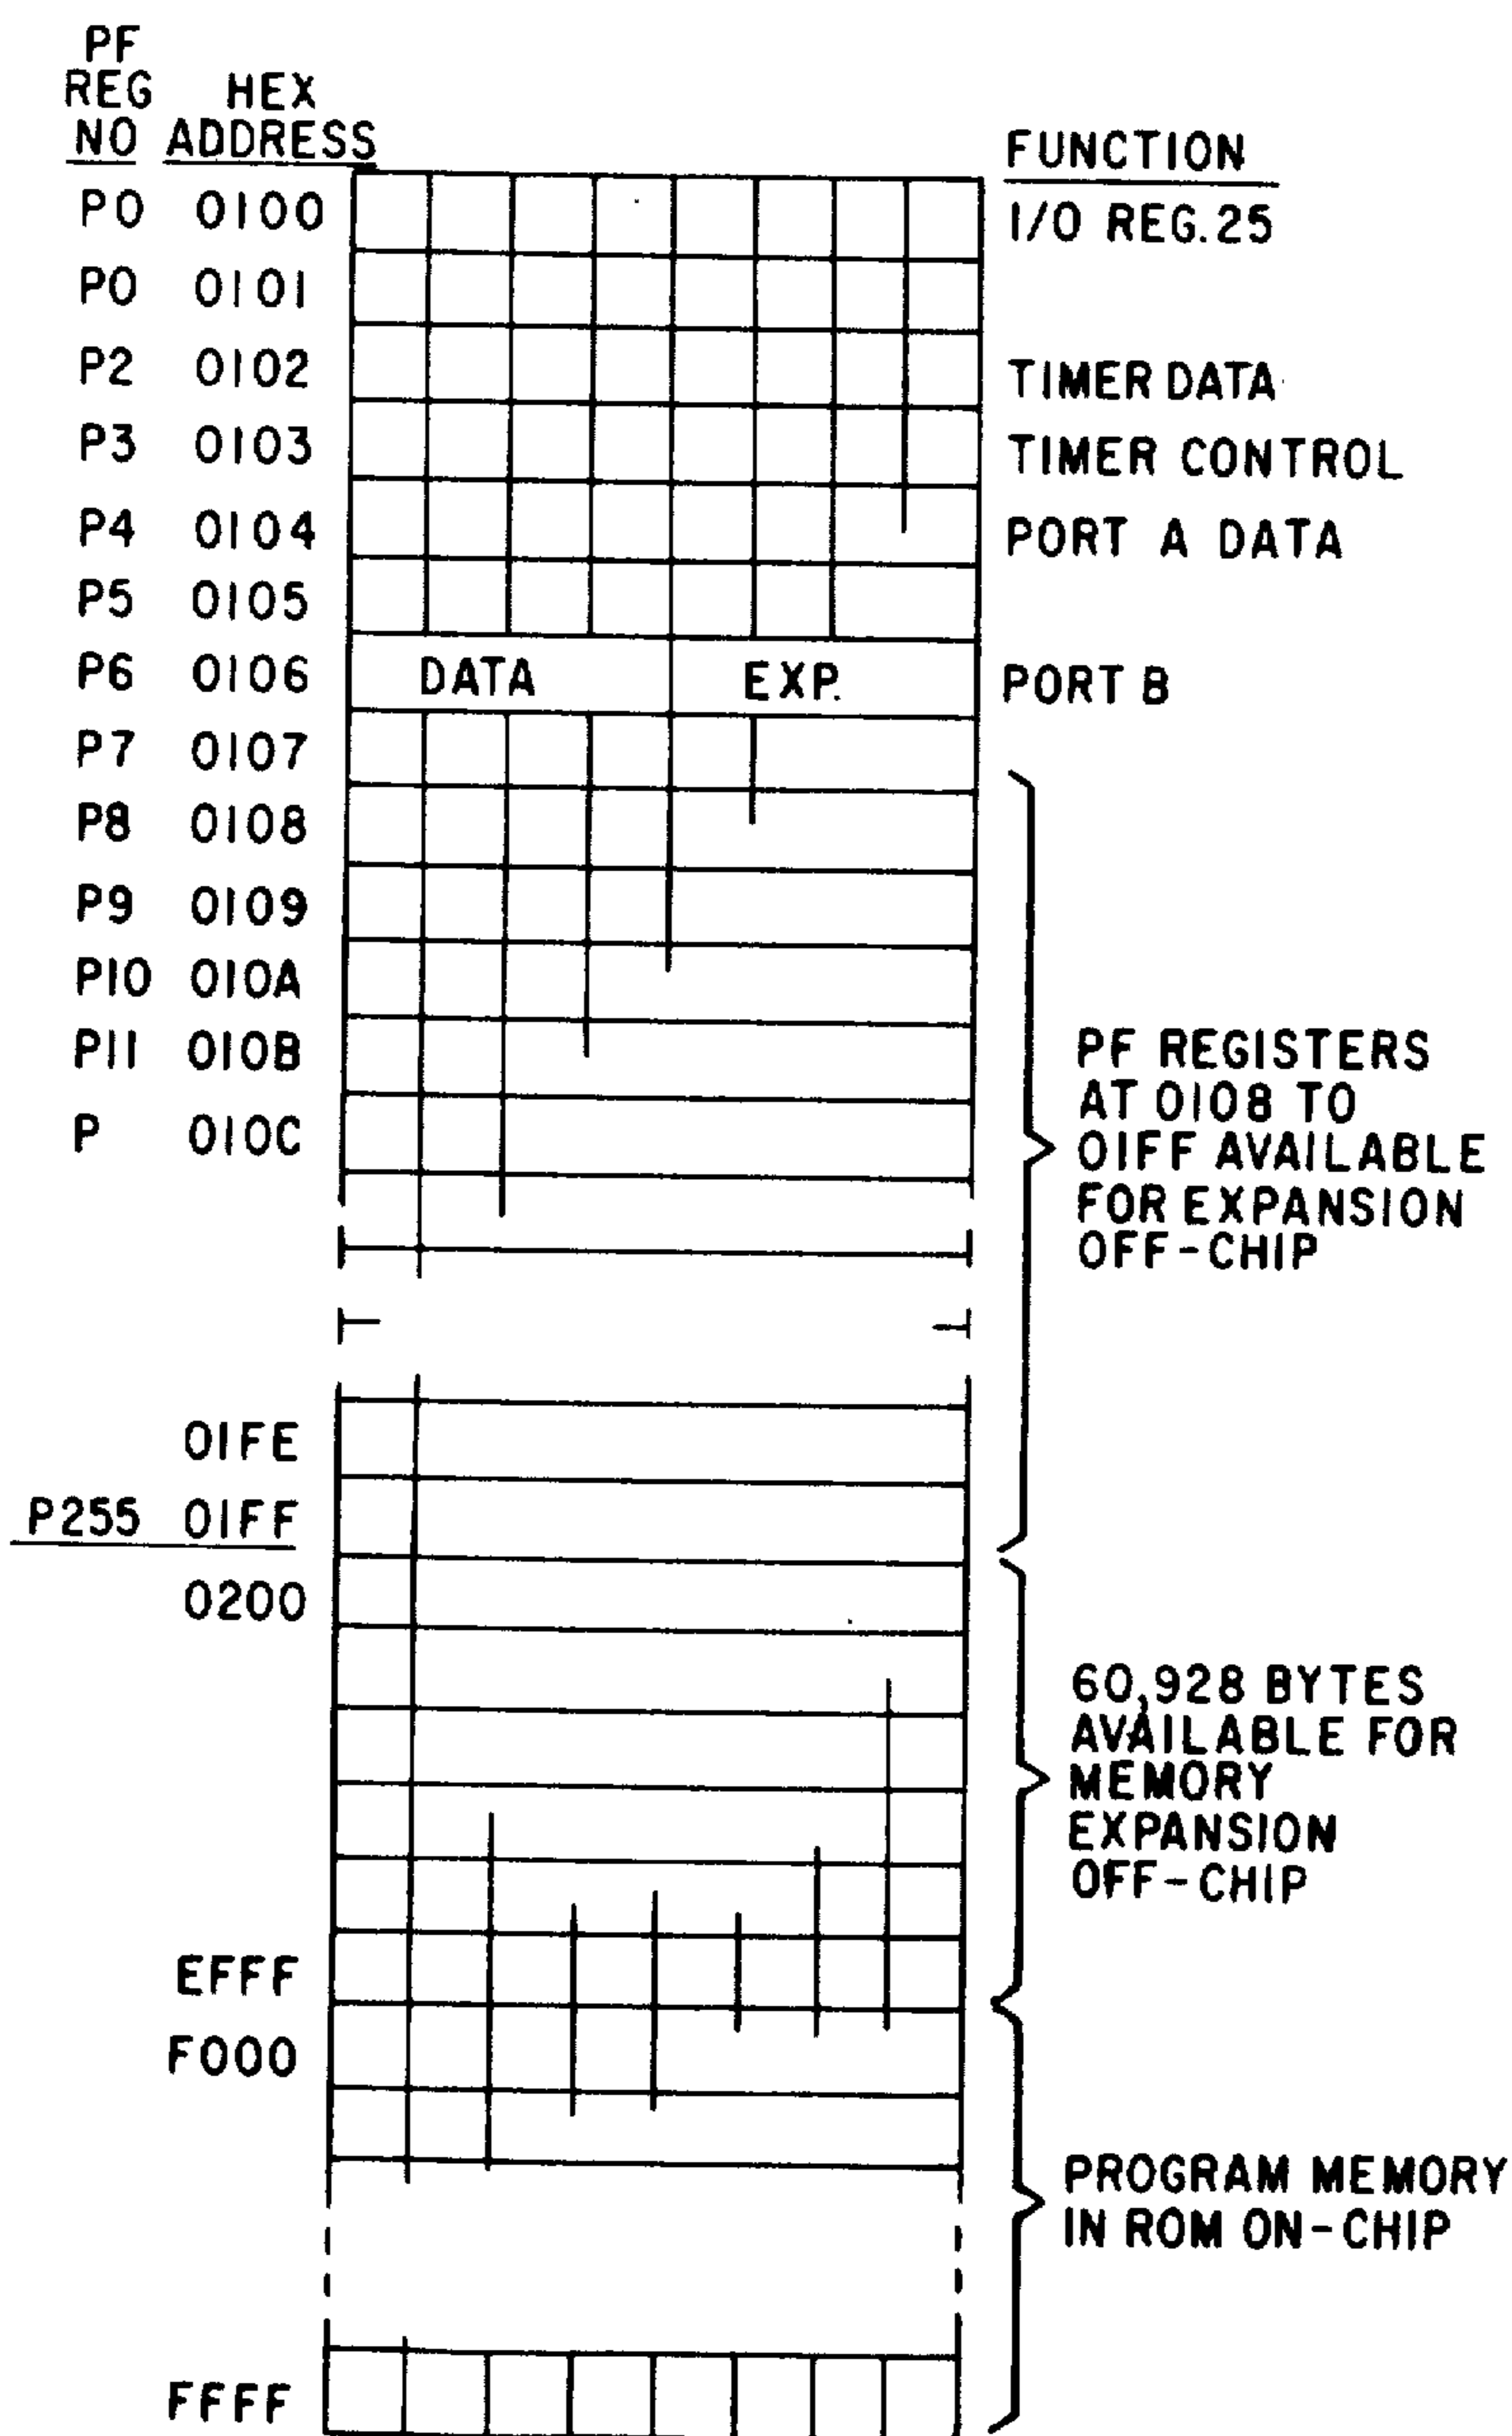 PF
REG HEX
NO ADDRESS FUNCTION
P0 0100 I/O REG.25
P0 0101
P2 0102 TIMER DATA
P3 0103 TIMER CONTROL
P4 0104 PORT A DATA
P5 0105
P6 0106 DATA EXP. PORT B
P7 0107
P8 0108
P9 0109
P10 010A
P11 010B
P 010C
PF REGISTERS
AT 0108 TO
01FF AVAILABLE
FOR EXPANSION
OFF-CHIP
01FE
P255 01FF
0200
60,928 BYTES
AVAILABLE FOR
MEMORY
EXPANSION
OFF-CHIP
EFFF
F000
PROGRAM MEMORY
IN ROM ON-CHIP
FFFF